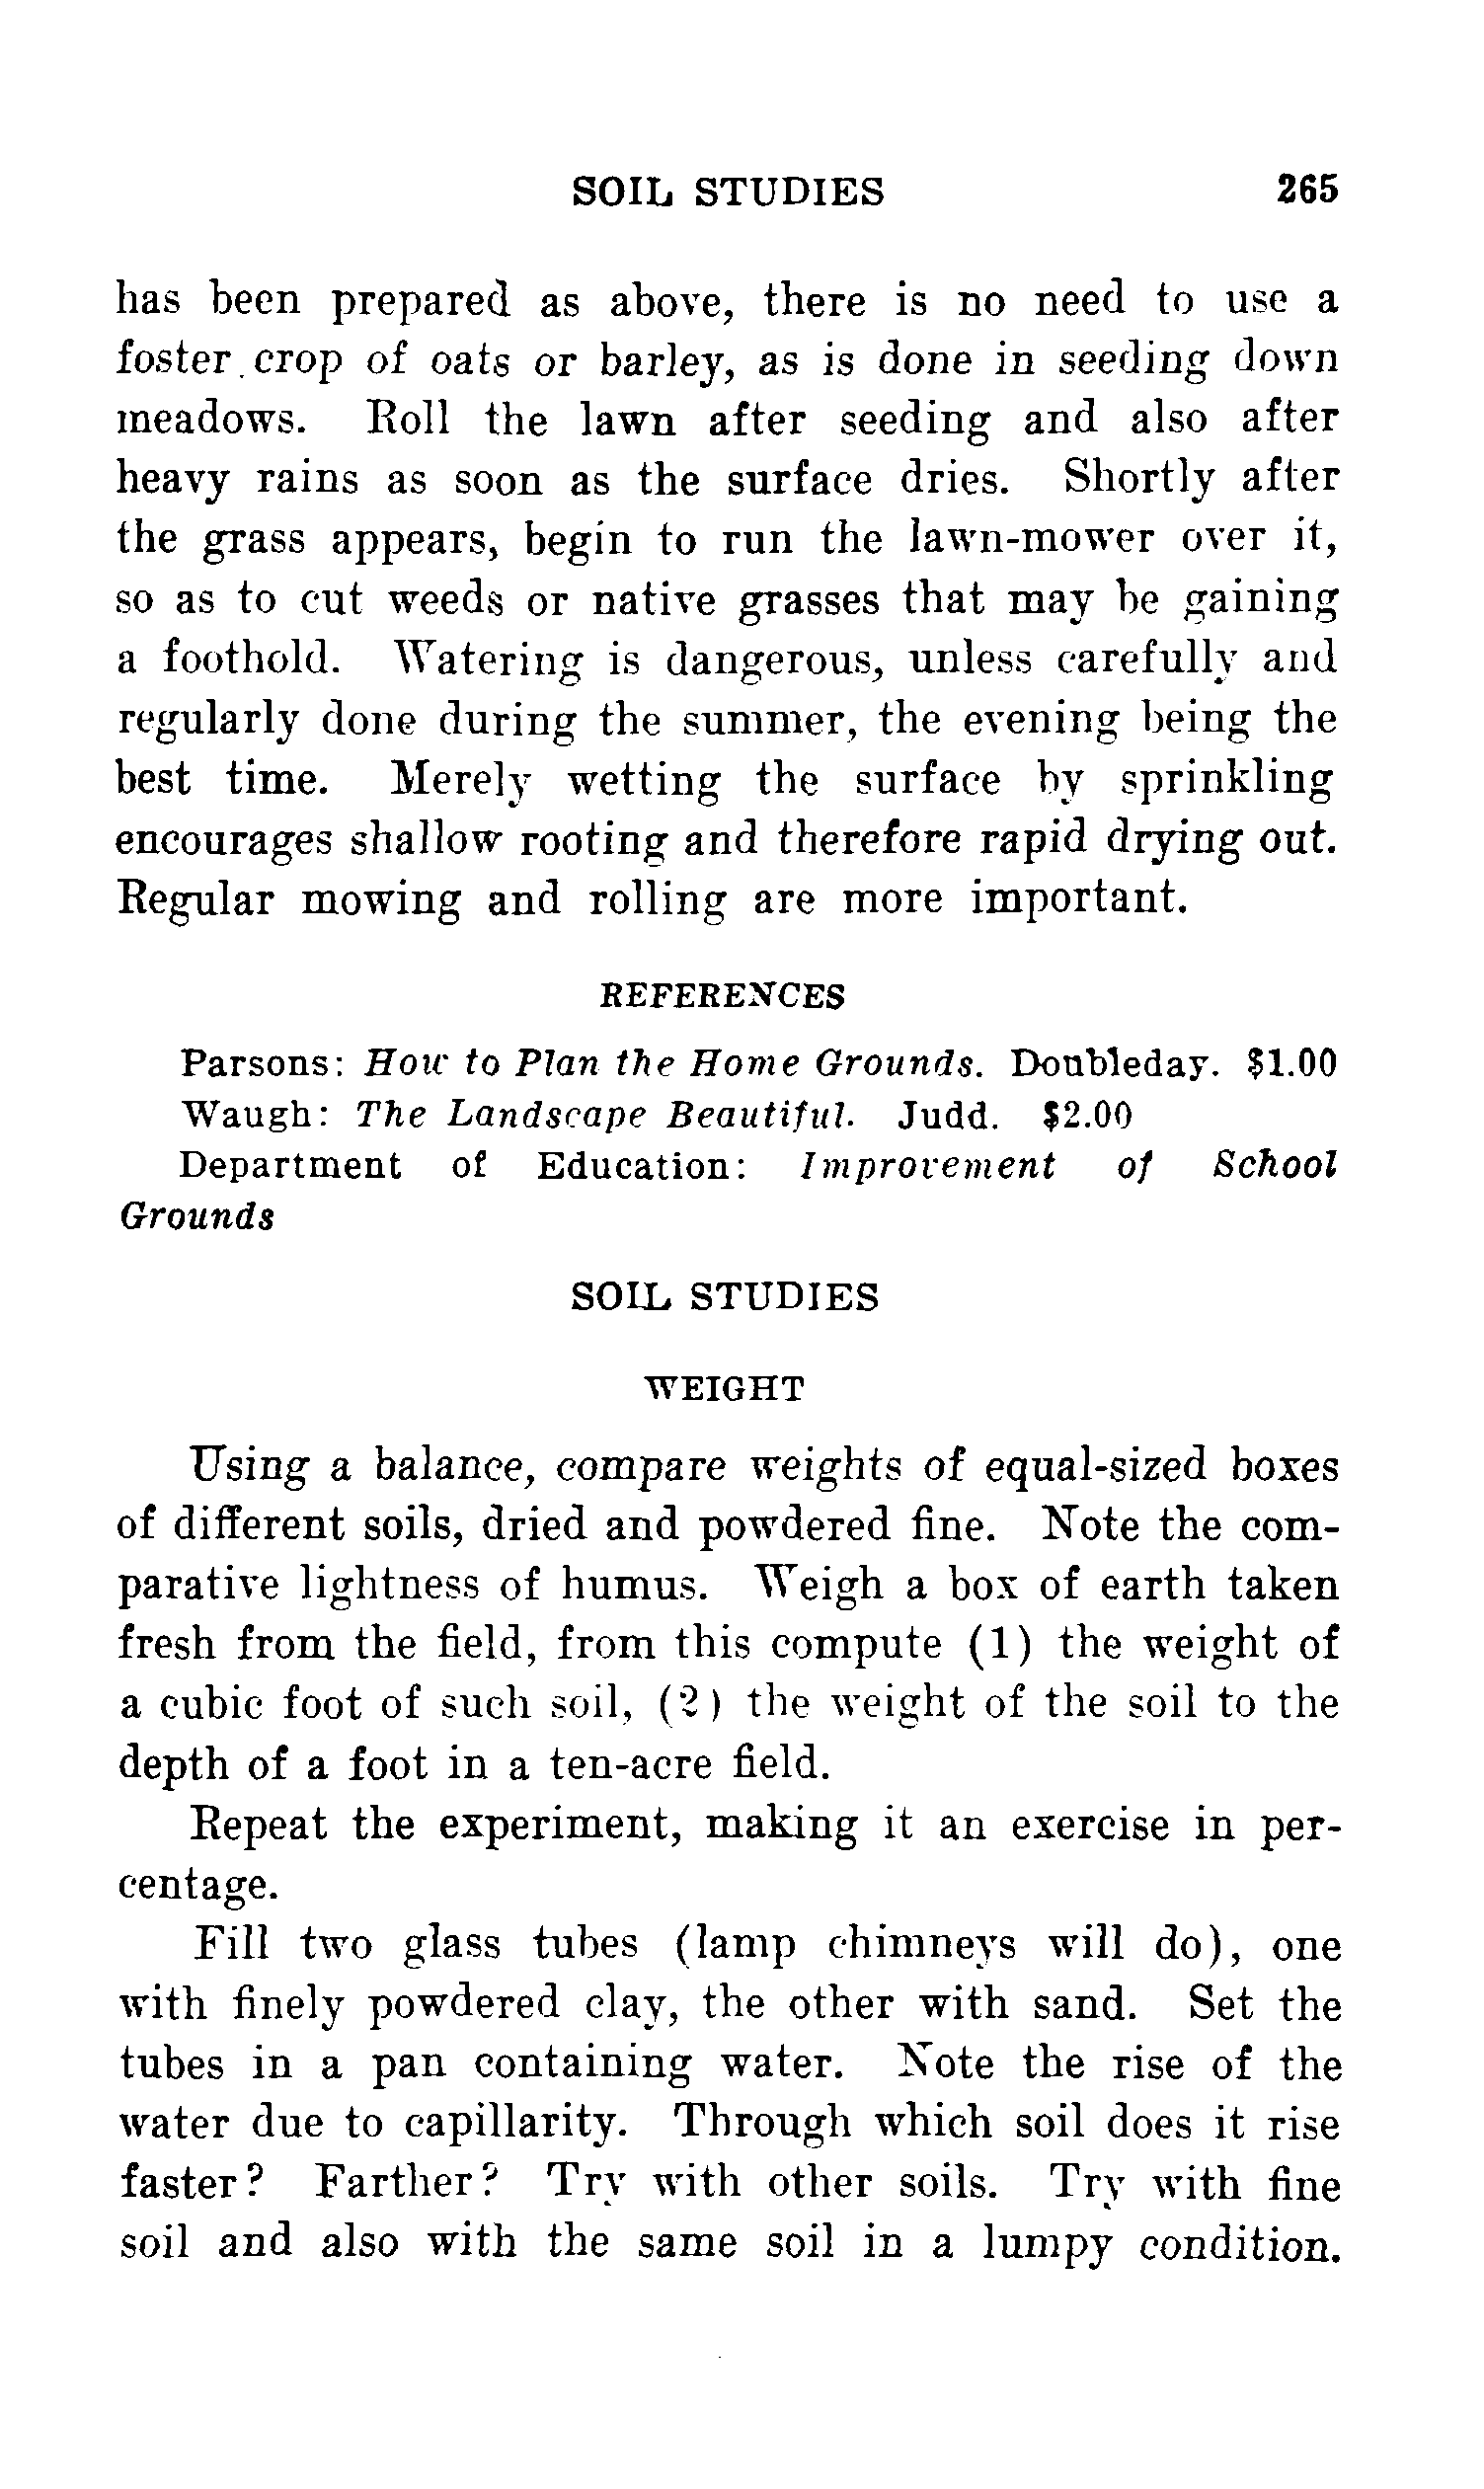 SOIL STUDIES 265
has been prepared as above, there is no need to use a
foster crop of oats or barley, as is done in seeding down
meadows. Roll the lawn after seeding and also after
heavy rains as soon as the surface dries. Shortly after
the grass appears, begin to run the lawn-mower over it,
so as to cut weeds or native grasses that may be gaining
a foothold. Watering is dangerous, unless carefully and
regularly done during the summer, the evening being the
best time. Merely wetting the surface by sprinkling
encourages shallow rooting and therefore rapid drying out.
Regular mowing and rolling are more important.
REFERENCES
Parsons: How to Plan the Home Grounds. Doubleday. $1.00
Waugh: The Landscape Beautiful. Judd. $2.00
Department of Education: Improvement of School
Grounds
SOIL STUDIES
WEIGHT
Using a balance, compare weights of equal-sized boxes
of different soils, dried and powdered fine. Note the com-
parative lightness of humus. Weigh a box of earth taken
fresh from the field, from this compute (1) the weight of
a cubic foot of such soil, (2) the weight of the soil to the
depth of a foot in a ten-acre field.
Repeat the experiment, making it an exercise in per-
centage.
Fill two glass tubes (lamp chimneys will do), one
with finely powdered clay, the other with sand. Set the
tubes in a pan containing water. Note the rise of the
water due to capillarity. Through which soil does it rise
faster? Farther? Try with other soils. Try with fine
soil and also with the same soil in a lumpy condition.